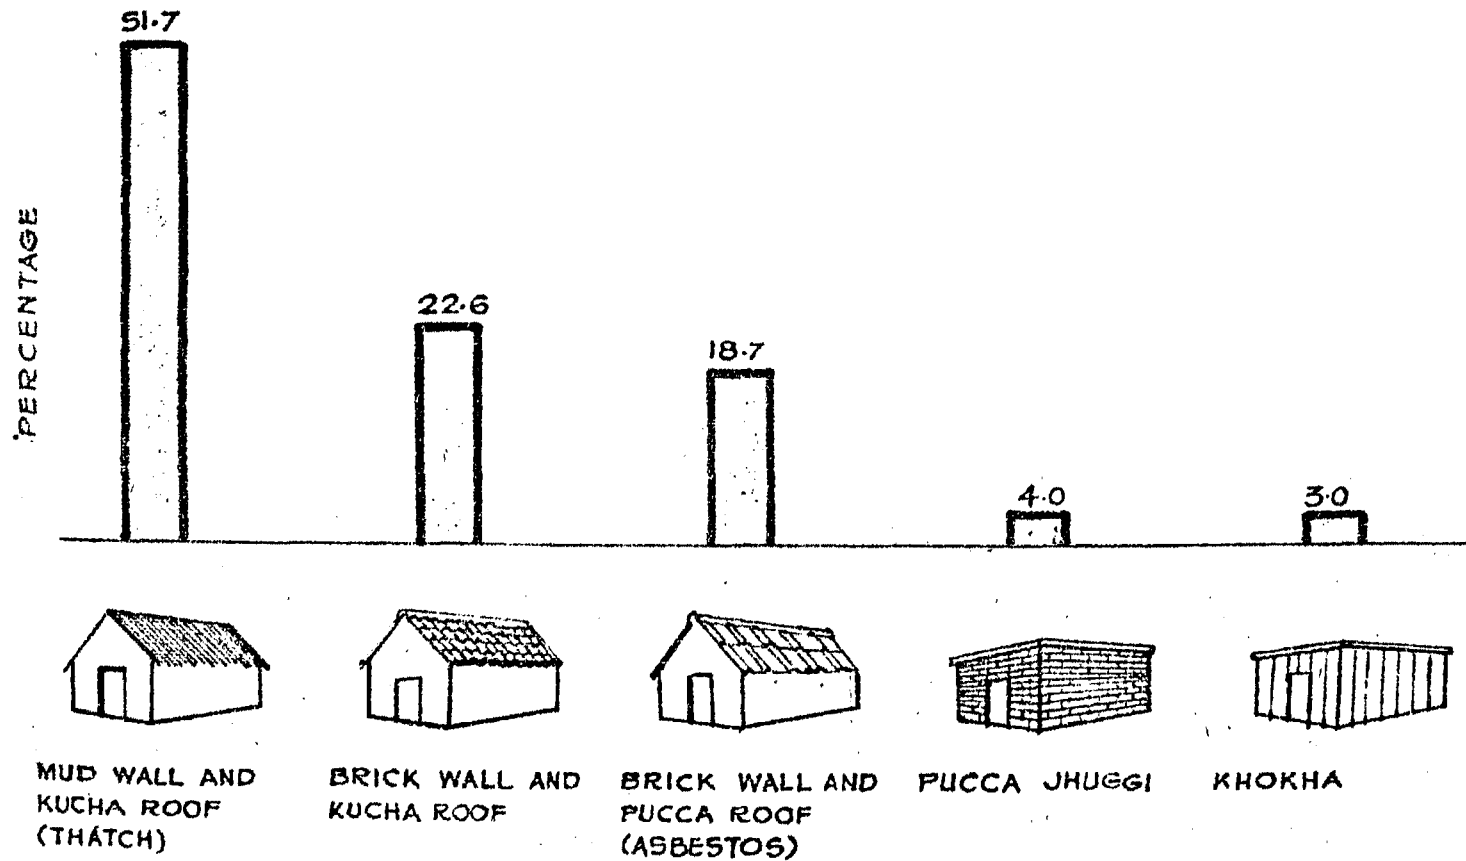 51.7
22.6
18.7
4.0
3.0
PERCENTAGE
MUD WALL AND
KUCHA ROOF
(THATCH)
BRICK WALL AND
KUCHA ROOF
BRICK WALL AND
PUCCA ROOF
(ASBESTOS)
PUCCA JHUGGI
KHOKHA